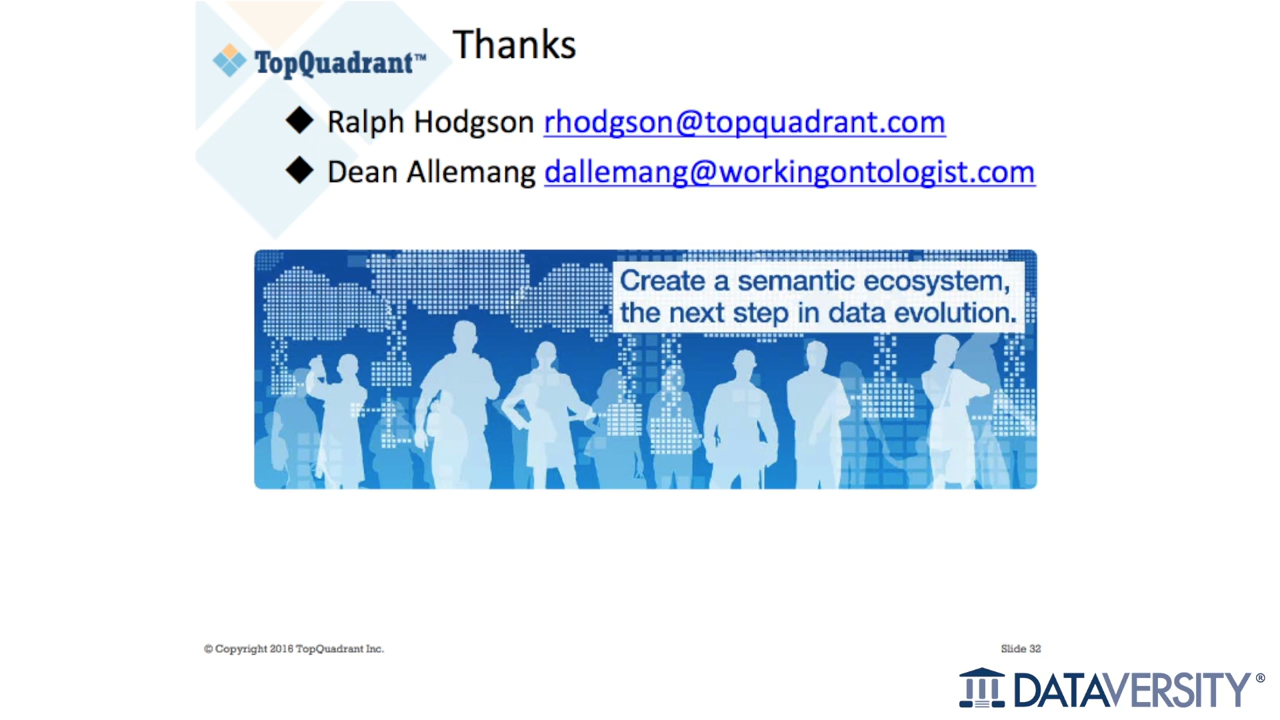 TopQuadrant™
Thanks
Ralph Hodgson rhodgson@topquadrant.com
Dean Allemang dallemang@workingontologist.com
Create a semantic ecosystem,
the next step in data evolution.
© Copyright 2016 TopQuadrant Inc.
Slide 32
DATAVERSITY®